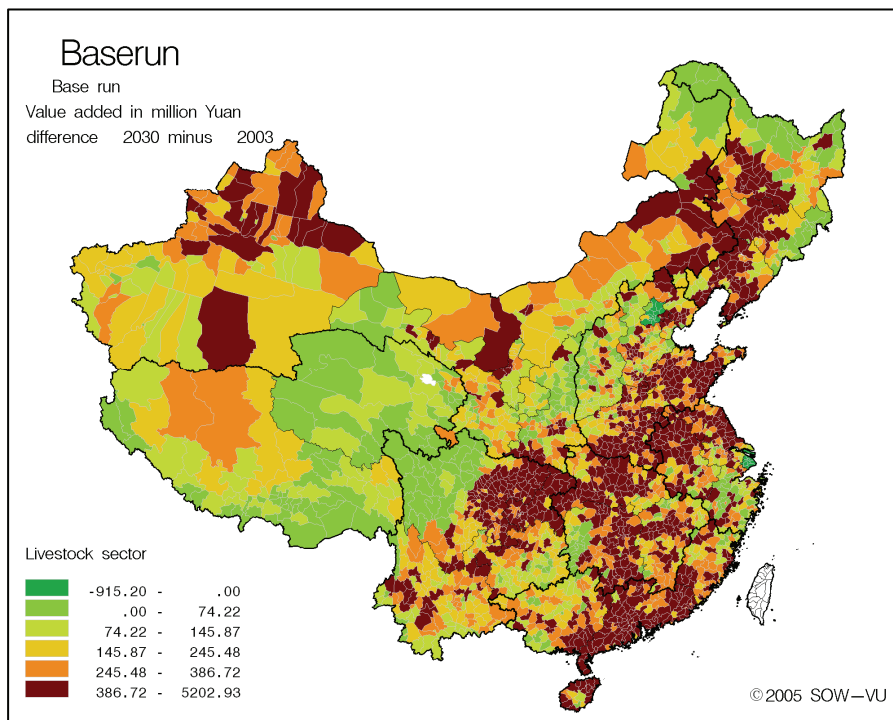 Baserun
Base run
Value added in million Yuan
difference 2030 minus 2003
Livestock sector
-915.20 - .00
.00 - 74.22
74.22 - 145.87
145.87 - 245.48
245.48 - 386.72
386.72 - 5202.93
©2005 SOW-VU